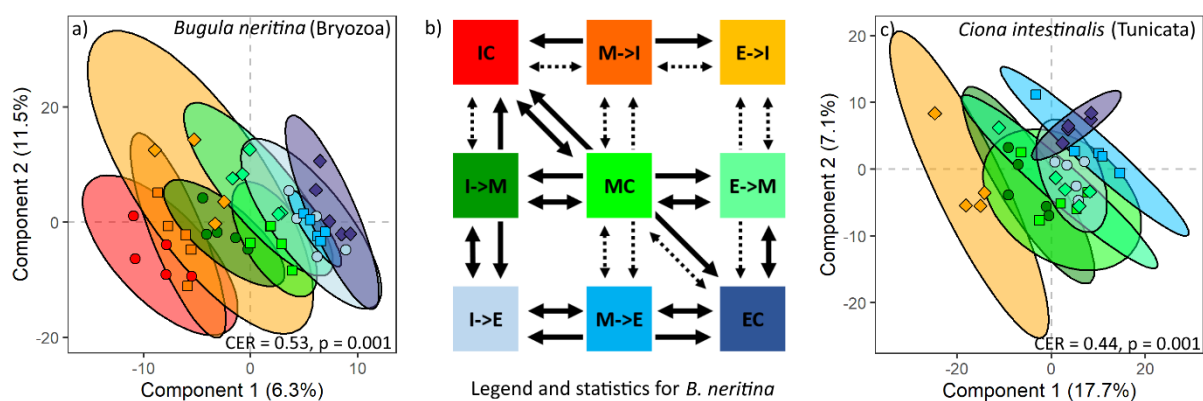 a)
Bugula neritina (Bryozoa)
Component 2 (11.5%)
20
0
-20
-10
0
10
CER = 0.53, p = 0.001
Component 1 (6.3%)
b)
IC
M->I
E->I
I->M
MC
E->M
I->E
M->E
EC
Legend and statistics for B. neritina
c)
Ciona intestinalis (Tunicata)
Component 2 (7.1%)
20
10
0
-10
-20
-20
0
20
CER = 0.44, p = 0.001
Component 1 (17.7%)